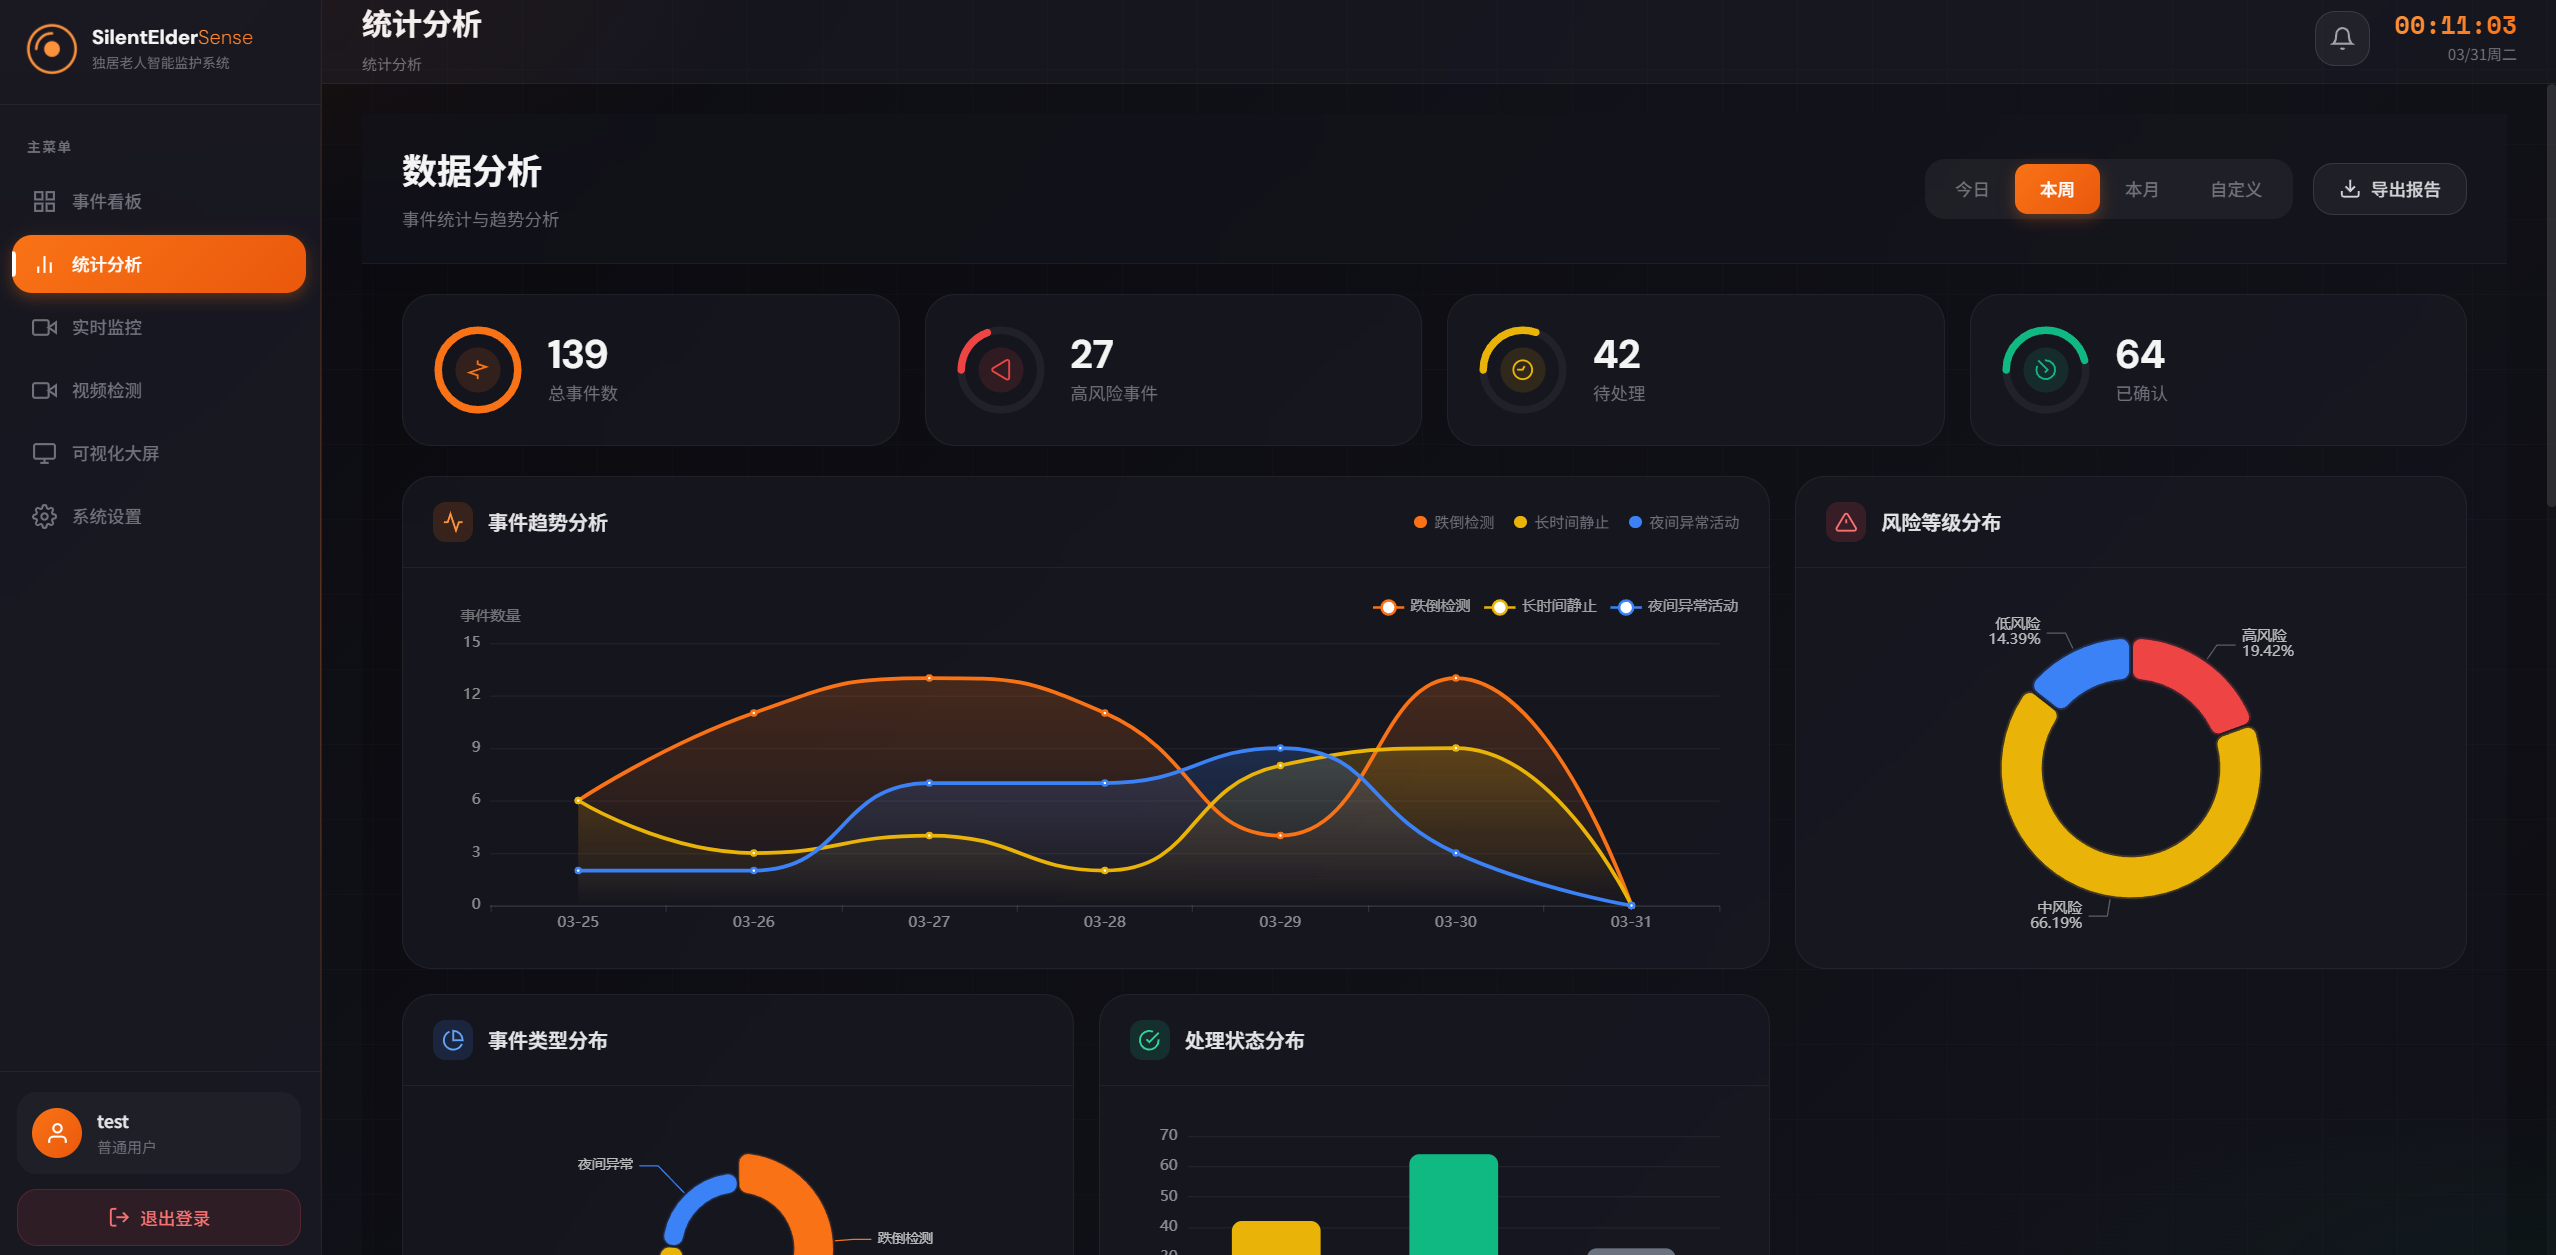 SilentElderSense
独居老人智能监护系统
主菜单
事件看板
统计分析
实时监控
视频检测
可视化大屏
系统设置
test
普通用户
退出登录
统计分析
统计分析
00:11:03
03/31周二
数据分析
事件统计与趋势分析
今日
本周
本月
自定义
导出报告
139
总事件数
27
高风险事件
42
待处理
64
已确认
事件趋势分析
跌倒检测
长时间静止
夜间异常活动
跌倒检测
长时间静止
夜间异常活动
事件数量
15
12
9
6
3
0
03-25
03-26
03-27
03-28
03-29
03-30
03-31
风险等级分布
低风险
14.39%
高风险
19.42%
中风险
66.19%
事件类型分布
夜间异常
跌倒检测
处理状态分布
70
60
50
40